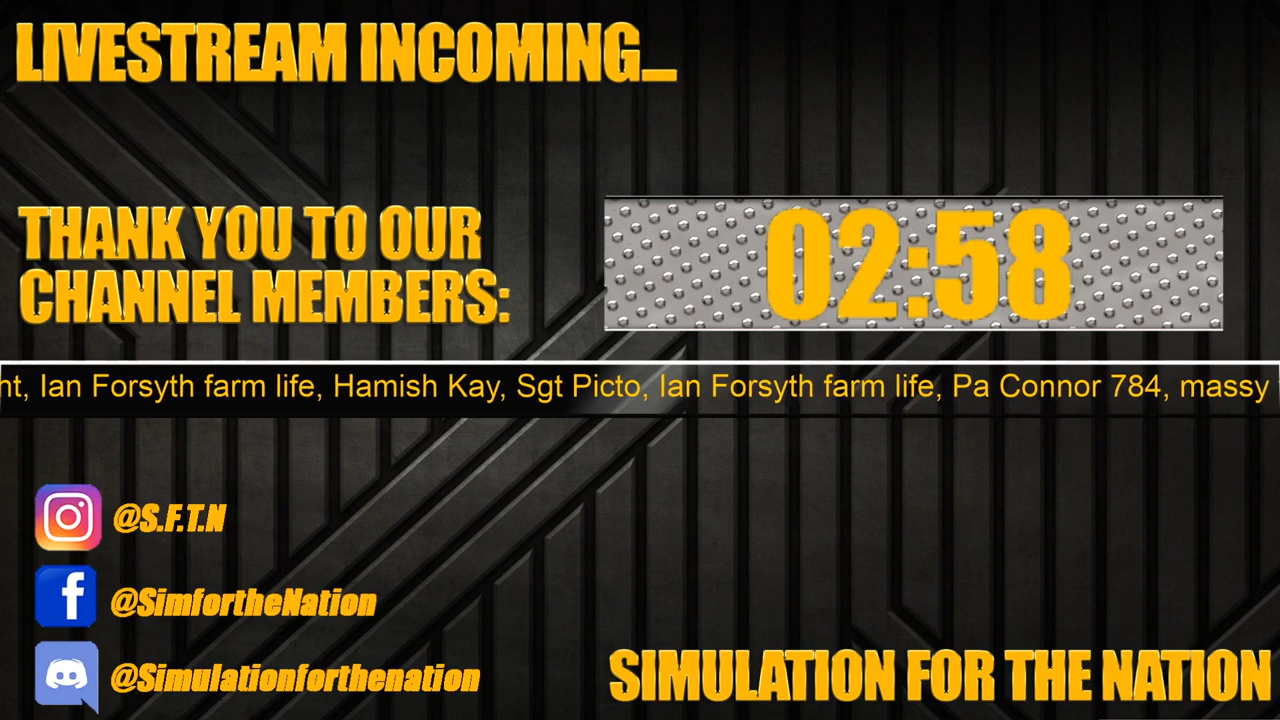 LIVESTREAM INCOMING...
THANK YOU TO OUR
CHANNEL MEMBERS:
02:58
Ian Forsyth farm life, Hamish Kay, Sgt Picto, Ian Forsyth farm life, Pa Connor 784, massy
@S.F.T.N
@SimfortheNation
@Simulationforthenation
SIMULATION FOR THE NATION